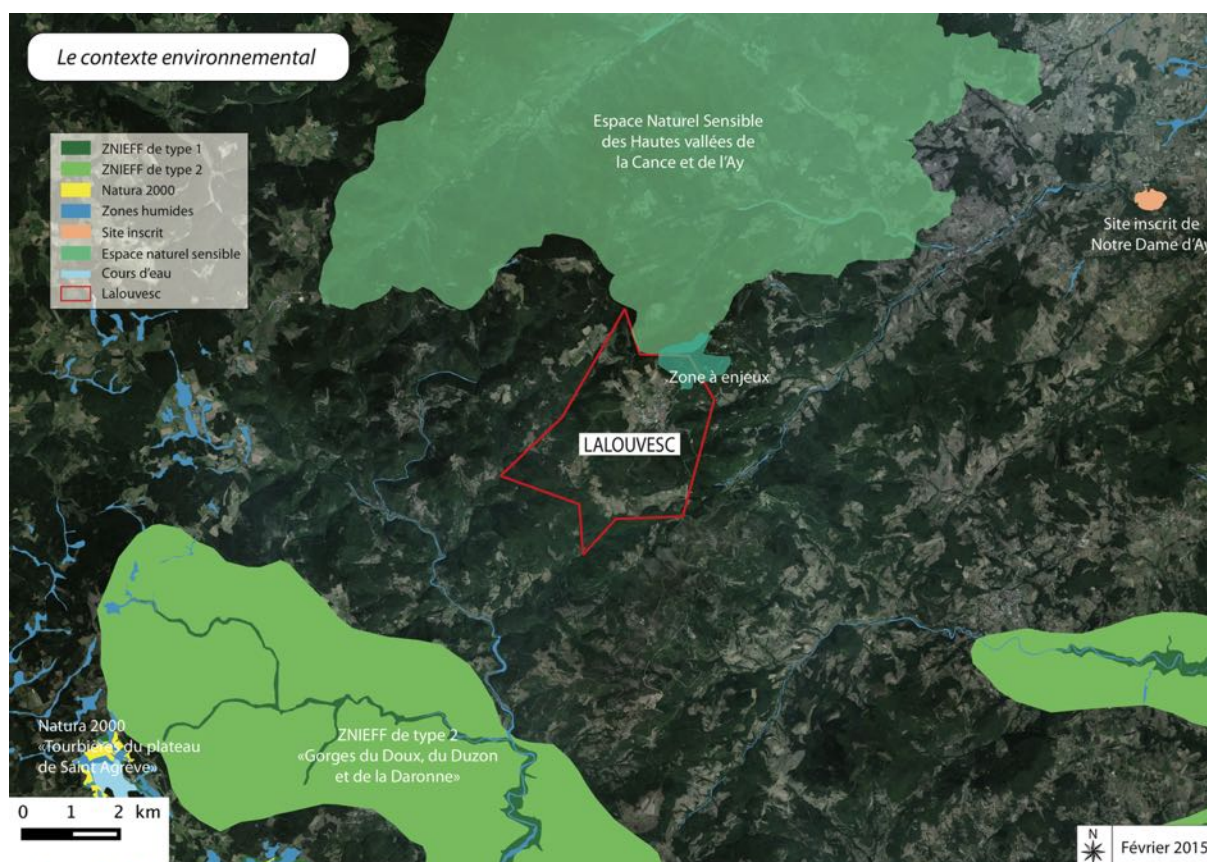 Le contexte environnemental
ZNIEFF de type 1
ZNIEFF de type 2
Natura 2000
Zones humides
Site inscrit
Espace naturel sensible
Cours d'eau
Lalouvesc
Espace Naturel Sensible
des Hautes vallées de
la Cance et de l'Ay
Site inscrit de
Notre Dame d'Ay
Zone à enjeux
LALOUVESC
Natura 2000
«Tourbières du plateau
de Saint Agrève»
ZNIEFF de type 2
«Gorges du Doux, du Duzon
et de la Daronne»
0 1 2 km
N
Février 2015